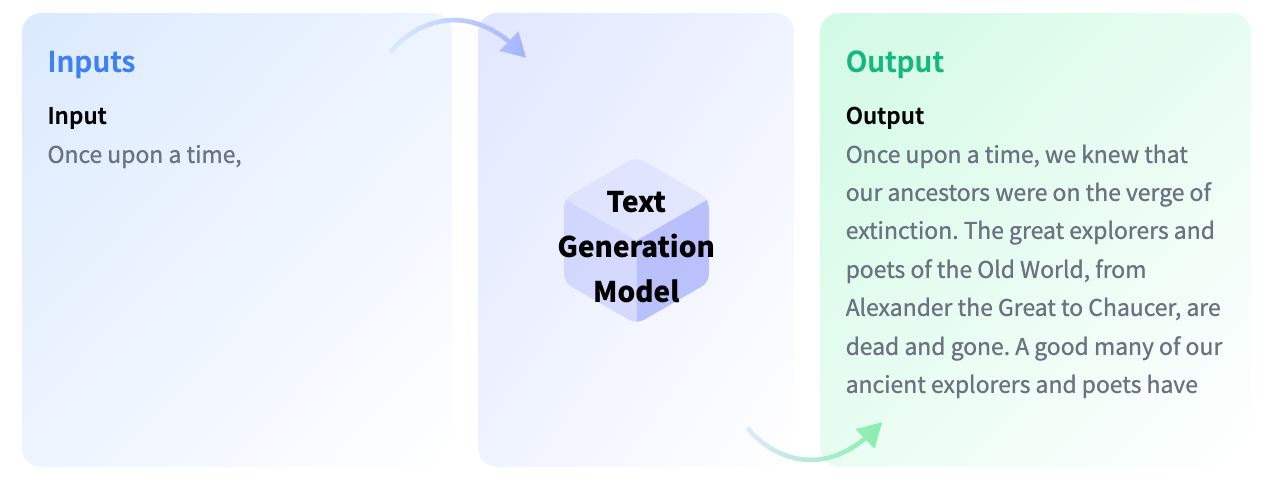 Inputs
Input
Once upon a time,
Text
Generation
Model
Output
Output
Once upon a time, we knew that
our ancestors were on the verge of
extinction. The great explorers and
poets of the Old World, from
Alexander the Great to Chaucer, are
dead and gone. A good many of our
ancient explorers and poets have